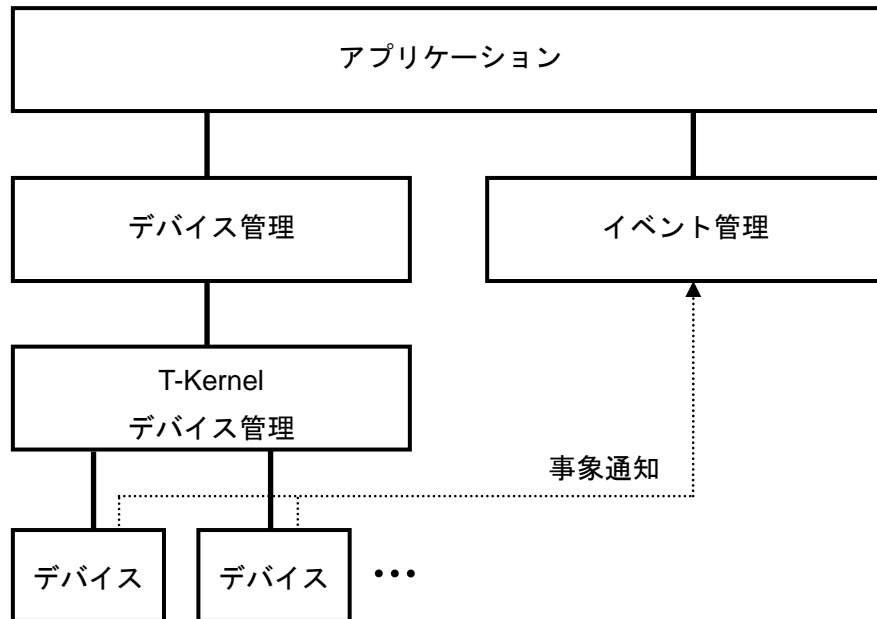 アプリケーション
デバイス管理
イベント管理
T-Kernel
デバイス管理
事象通知
デバイス
デバイス
•••